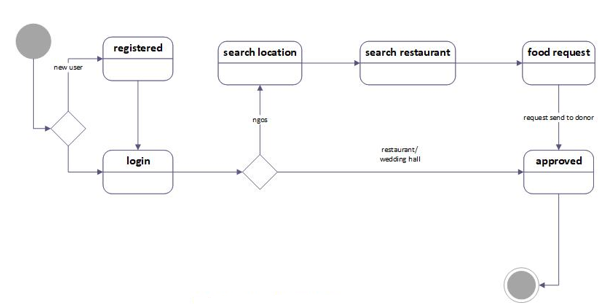 registered
search location
search restaurant
food request
new user
ngos
request send to donor
restaurant/
wedding hall
login
approved